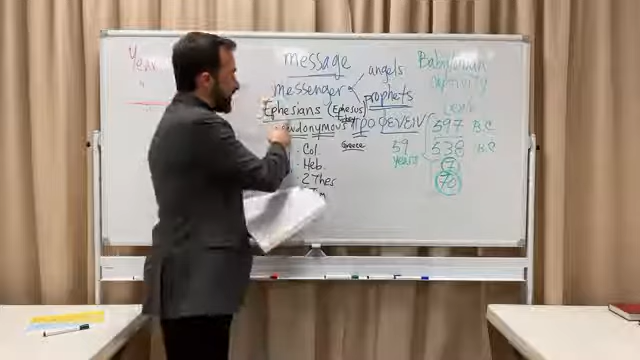 message
angels
Babylonian
captivity
messenger
prophets
Ephesians (Ephesus
Pseudonymous
597 B.C
538 B.C
59
years
7
70
Greece
· Col.
· Heb.
· 2 Thes